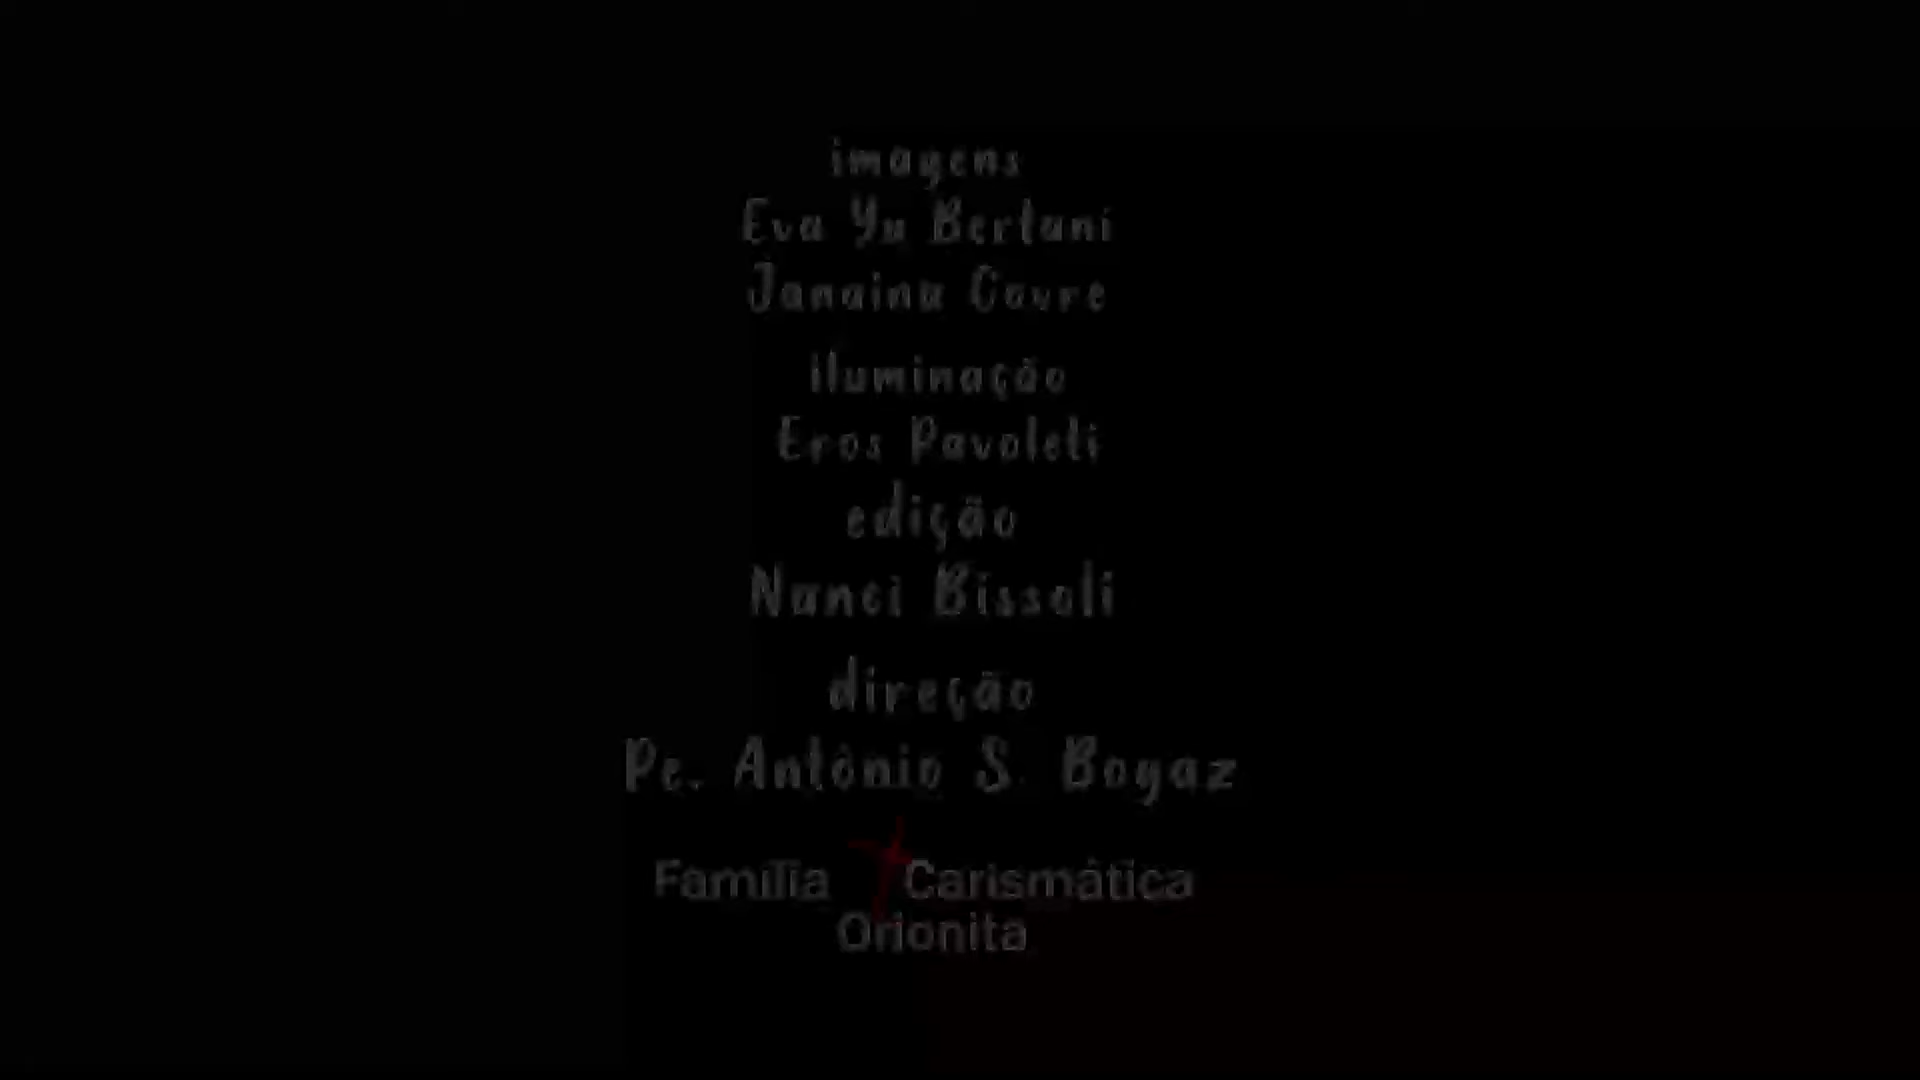 imagens
Eva Yu Bertani
Janaina Covre
iluminação
Eros Pavoleti
edição
Nanci Bissoli
direção
Pe. Antônio S. Bogaz
Família Carismática
Orionita